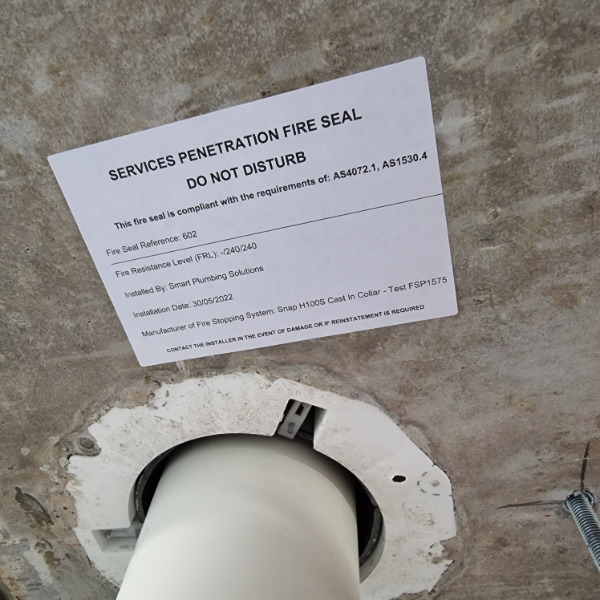 SERVICES PENETRATION FIRE SEAL
DO NOT DISTURB
This fire seal is compliant with the requirements of: AS4072.1, AS1530.4
Fire Seal Reference: 602
Fire Resistance Level (FRL): -/240/240
Installed By: Smart Plumbing Solutions
Installation Date: 30/05/2022
Manufacturer of Fire Stopping System: Snap H100S Cast In Collar - Test FSP1575
CONTACT THE INSTALLER IN THE EVENT OF DAMAGE OR IF REINSTATEMENT IS REQUIRED